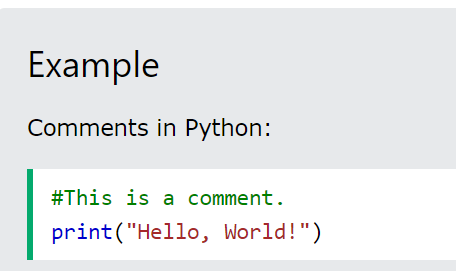 Example
Comments in Python:
#This is a comment.
print("Hello, World!")